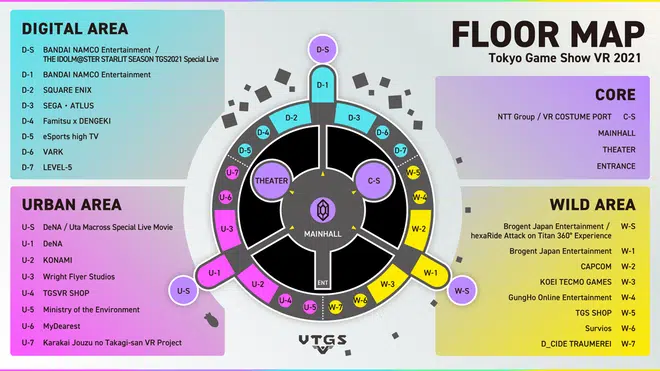 FLOOR MAP
Tokyo Game Show VR 2021
DIGITAL AREA
D-S BANDAI NAMCO Entertainment /
THE IDOLM@STER STARLIT SEASON TGS2021 Special Live
D-1 BANDAI NAMCO Entertainment
D-2 SQUARE ENIX
D-3 SEGA・ATLUS
D-4 Famitsu x DENGEKI
D-5 eSports high TV
D-6 VARK
D-7 LEVEL-5
URBAN AREA
U-S DeNA / Uta Macross Special Live Movie
U-1 DeNA
U-2 KONAMI
U-3 Wright Flyer Studios
U-4 TGSVR SHOP
U-5 Ministry of the Environment
U-6 MyDearest
U-7 Karakai Jouzu no Takagi-san VR Project
D-S
D-1
D-2
D-3
D-4
D-6
D-5
D-7
U-7
W-5
THEATER
C-S
U-6
W-4
MAINHALL
U-3
W-2
U-1
W-1
ENT
U-2
W-3
U-S
W-S
U-4
U-5
W-7
W-6
VTGS
CORE
NTT Group / VR COSTUME PORT C-S
MAINHALL
THEATER
ENTRANCE
WILD AREA
Brogent Japan Entertainment / W-S
hexaRide Attack on Titan 360° Experience
Brogent Japan Entertainment W-1
CAPCOM W-2
KOEI TECMO GAMES W-3
GungHo Online Entertainment W-4
TGS SHOP W-5
Survios W-6
D_CIDE TRAUMEREI W-7